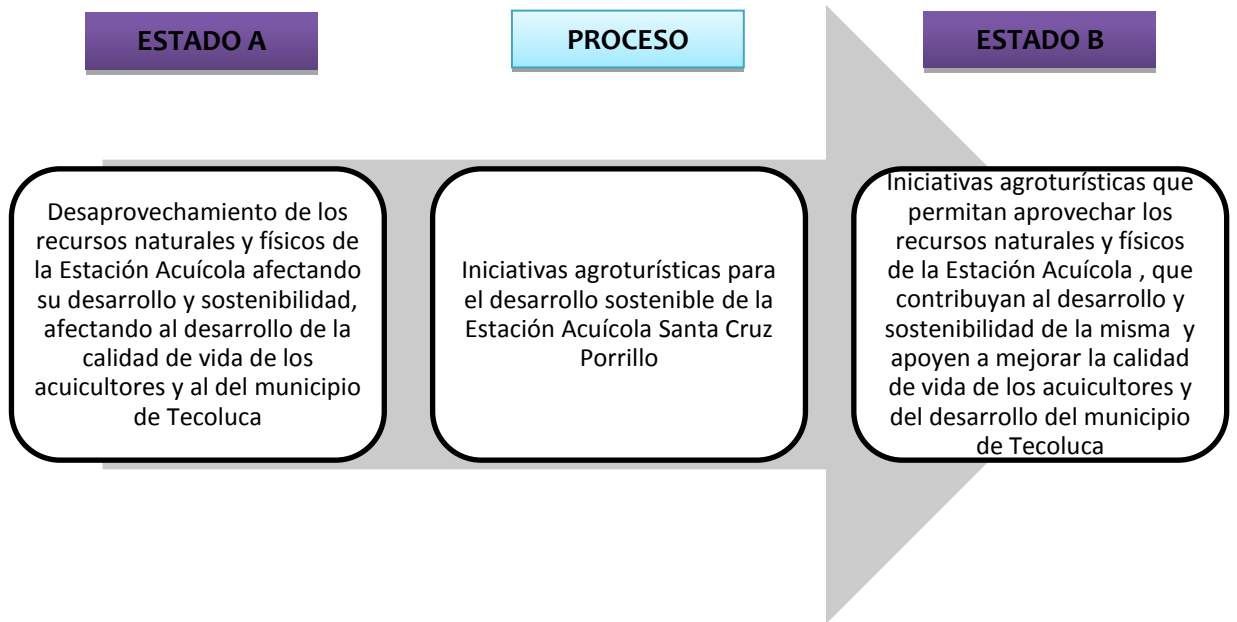 ESTADO A
PROCESO
ESTADO B
Desaprovechamiento de los
recursos naturales y físicos de
la Estación Acuícola afectando
su desarrollo y sostenibilidad,
afectando al desarrollo de la
calidad de vida de los
acuicultores y al del municipio
de Tecoluca
Iniciativas agroturísticas para
el desarrollo sostenible de la
Estación Acuícola Santa Cruz
Porrillo
Iniciativas agroturísticas que
permitan aprovechar los
recursos naturales y físicos
de la Estación Acuícola , que
contribuyan al desarrollo y
sostenibilidad de la misma  y
apoyen a mejorar la calidad
de vida de los acuicultores y
del desarrollo del municipio
de Tecoluca